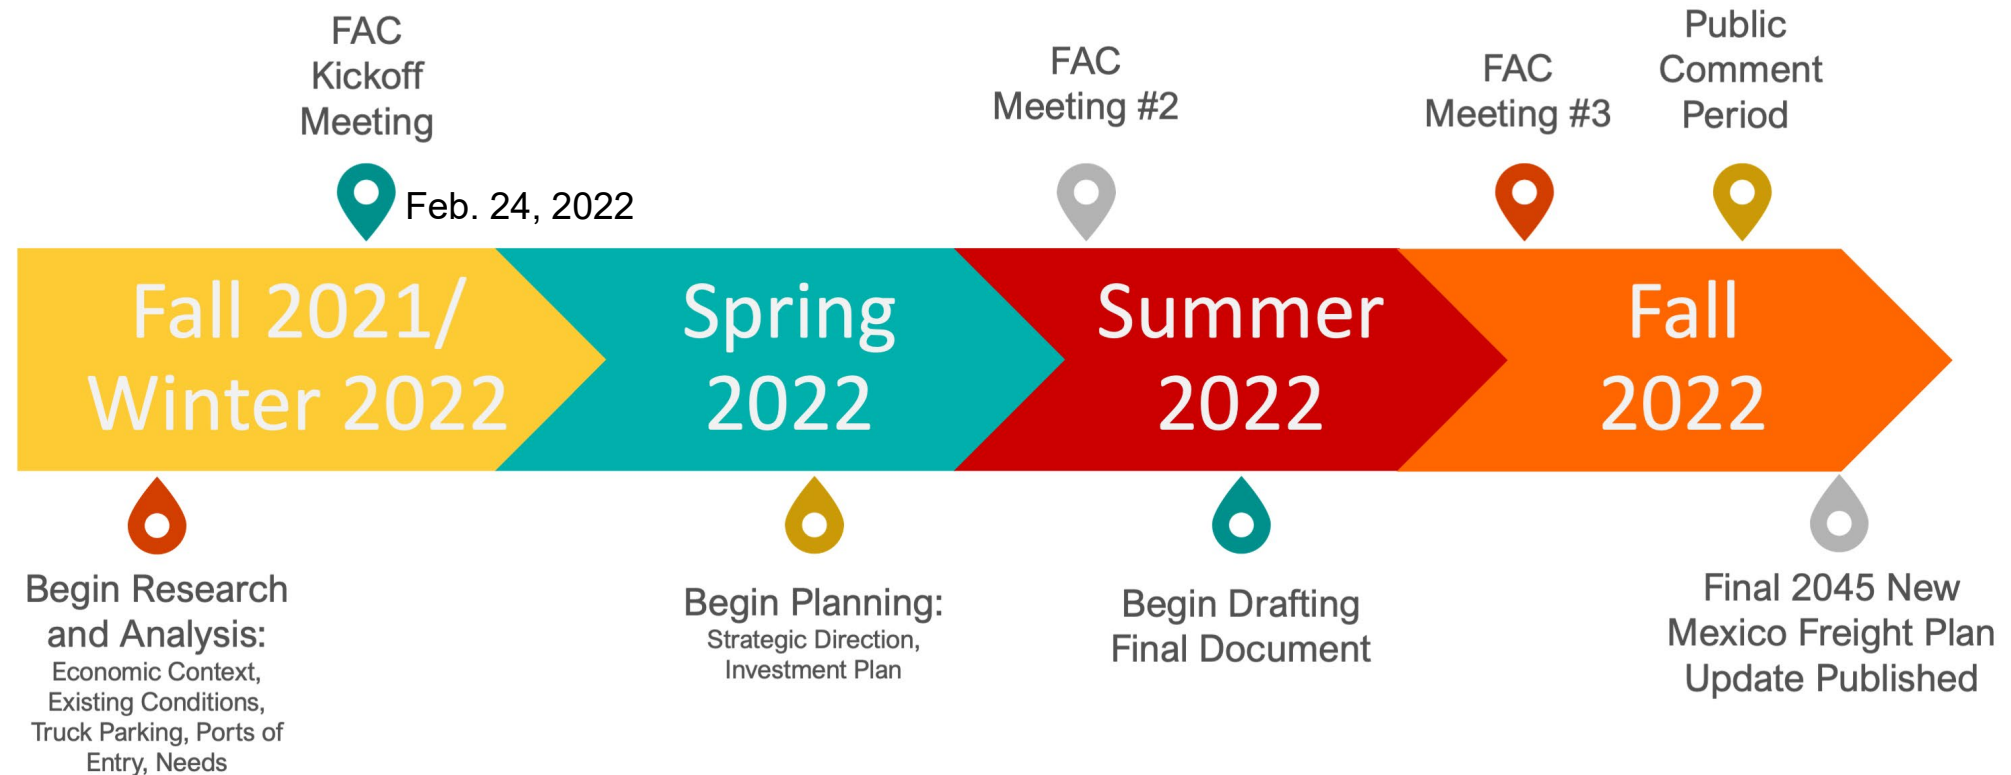 FAC
Kickoff
Meeting
Feb. 24, 2022
FAC
Meeting #2
FAC
Meeting #3
Public
Comment
Period
Fall 2021/
Winter 2022
Spring
2022
Summer
2022
Fall
2022
Begin Research
and Analysis:
Economic Context,
Existing Conditions,
Truck Parking, Ports of
Entry, Needs
Begin Planning:
Strategic Direction,
Investment Plan
Begin Drafting
Final Document
Final 2045 New
Mexico Freight Plan
Update Published